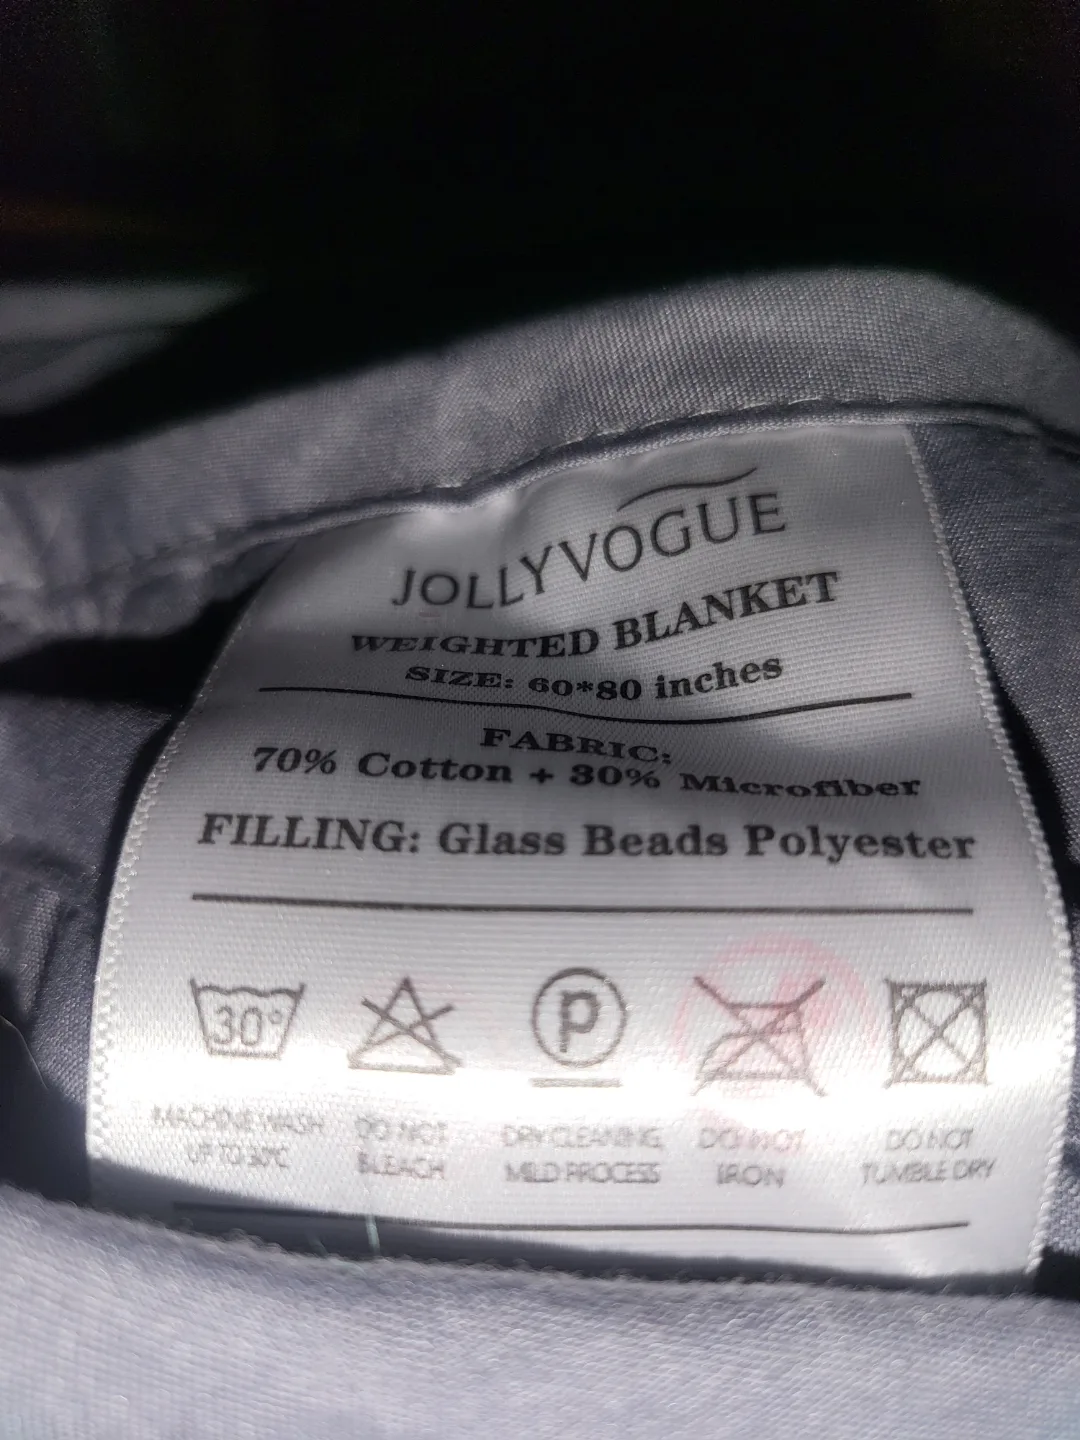 JOLLYVOGUE
WEIGHTED BLANKET
SIZE: 60*80 inches
FABRIC:
70% Cotton + 30% Microfiber
FILLING: Glass Beads Polyester
30°
P
MACHINE WASH
UP TO 30°C
DO NOT
BLEACH
DRY CLEANING,
MILD PROCESS
DO NOT
IRON
DO NOT
TUMBLE DRY